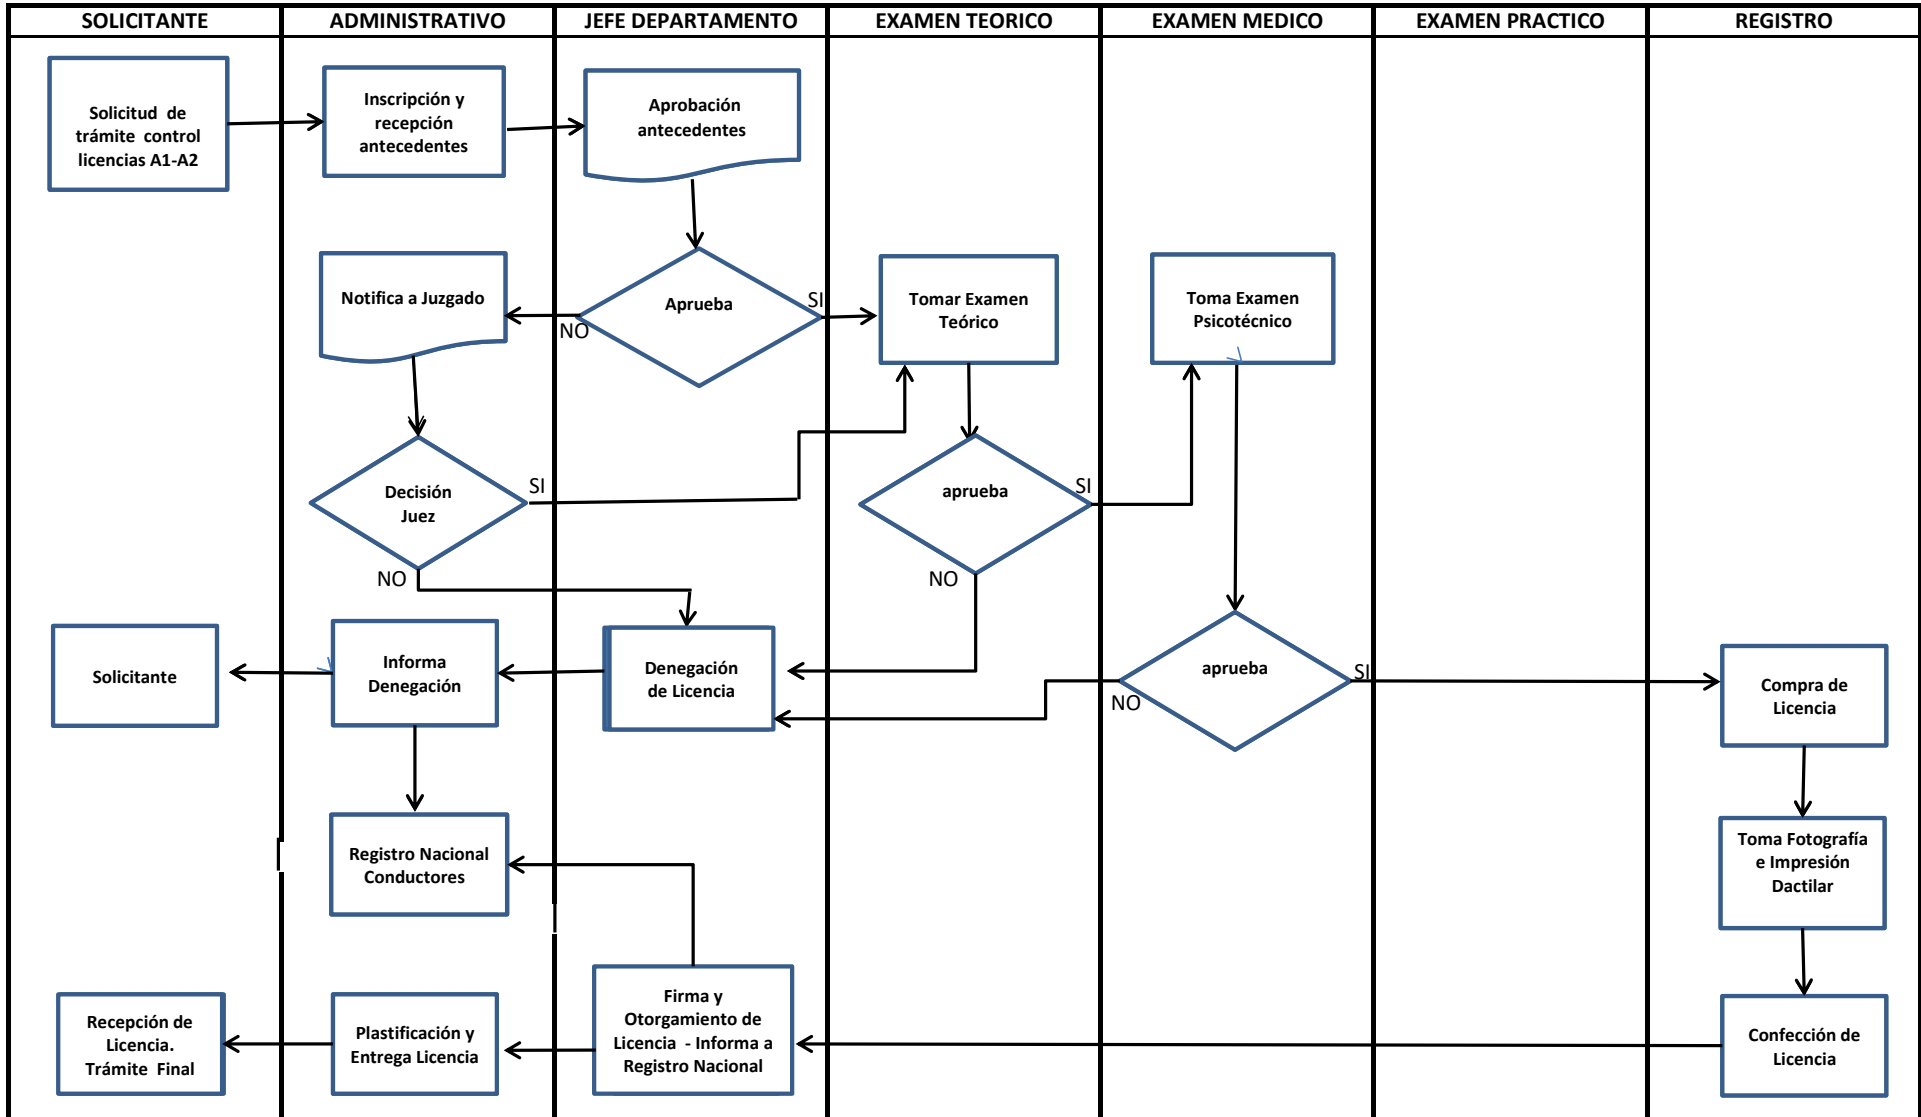 SOLICITANTE
ADMINISTRATIVO
JEFE DEPARTAMENTO
EXAMEN TEORICO
EXAMEN MEDICO
EXAMEN PRACTICO
REGISTRO
Solicitud de
trámite control
licencias A1-A2
Inscripción y
recepción
antecedentes
Aprobación
antecedentes
Notifica a Juzgado
Aprueba
SI
NO
Tomar Examen
Teórico
Toma Examen
Psicotécnico
Decisión
Juez
SI
NO
aprueba
SI
NO
Solicitante
Informa
Denegación
Denegación
de Licencia
aprueba
SI
NO
Compra de
Licencia
Registro Nacional
Conductores
Toma Fotografía
e Impresión
Dactilar
Recepción de
Licencia.
Trámite Final
Plastificación y
Entrega Licencia
Firma y
Otorgamiento de
Licencia - Informa a
Registro Nacional
Confección de
Licencia